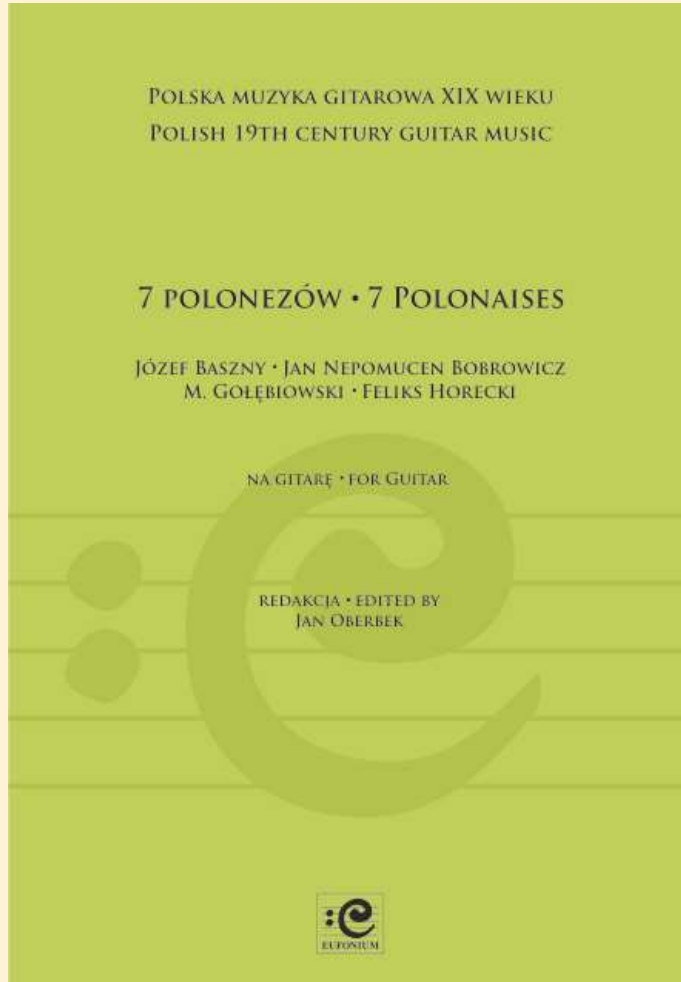 Polska muzyka gitarowa XIX wieku
Polish 19th century guitar music
7 polonezów • 7 Polonaises
Józef Baszny • Jan Nepomucen Bobrowicz
M. Gołębiowski • Feliks Horecki
na gitarę • for Guitar
redakcja • edited by
Jan Oberbek
EUFONIUM